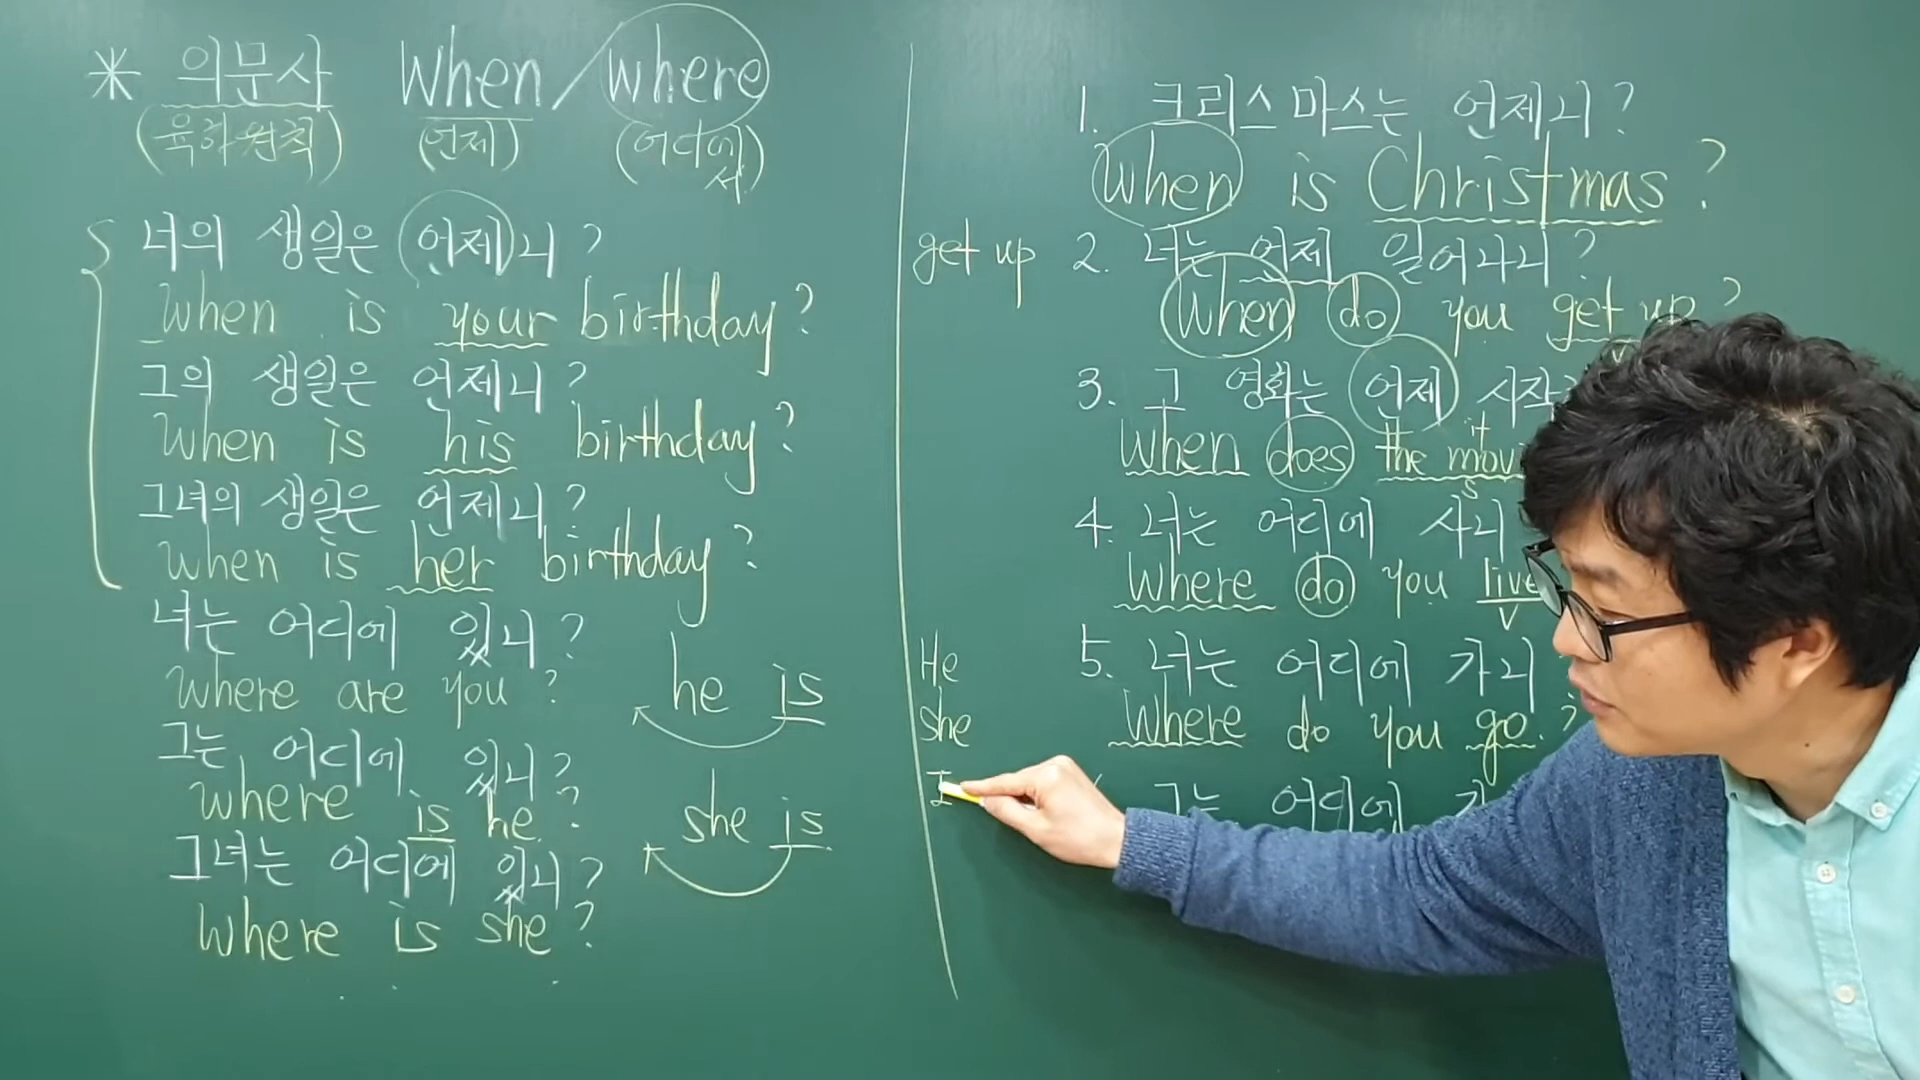 * 의문사 When / where
(육하원칙) (언제) (어디에서)
너의 생일은 언제니?
When is your birthday?
그의 생일은 언제니?
When is his birthday?
그녀의 생일은 언제니?
When is her birthday?
너는 어디에 있니?
Where are you?
he is
그는 어디에 있니?
where is he?
she is
그녀는 어디에 있니?
Where is she?
1. 크리스마스는 언제니?
When is Christmas?
get up 2. 너는 언제 일어나니?
When do you get up?
v
3. 그 영화는 언제 시작
it
When does the mov
s
4. 너는 어디에 사니
Where do you live
v
He
5. 너는 어디에 가니
she
Where do you go?
그는 어디에 가